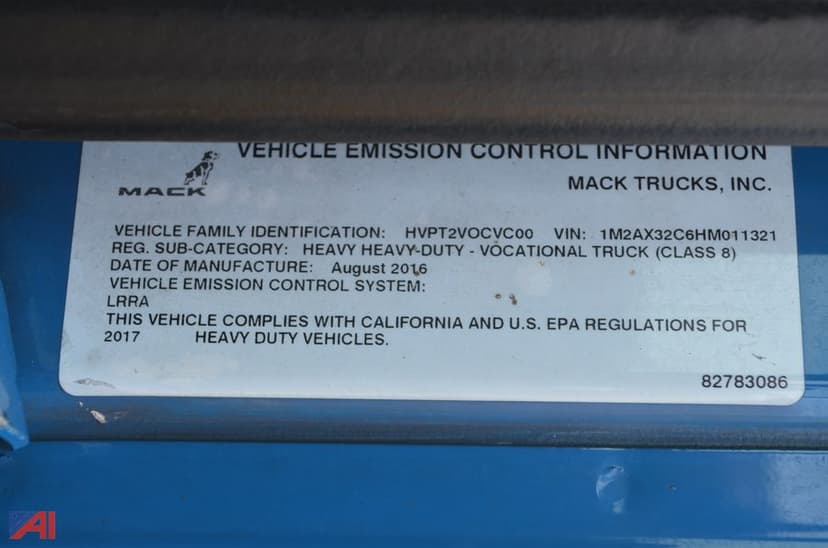 VEHICLE EMISSION CONTROL INFORMATION
MACK
MACK TRUCKS, INC.
VEHICLE FAMILY IDENTIFICATION: HVPT2VOCVC00 VIN: 1M2AX32C6HM011321
REG. SUB-CATEGORY: HEAVY HEAVY-DUTY - VOCATIONAL TRUCK (CLASS 8)
DATE OF MANUFACTURE: August 2016
VEHICLE EMISSION CONTROL SYSTEM:
LRRA
THIS VEHICLE COMPLIES WITH CALIFORNIA AND U.S. EPA REGULATIONS FOR
2017 HEAVY DUTY VEHICLES.
82783086
AI